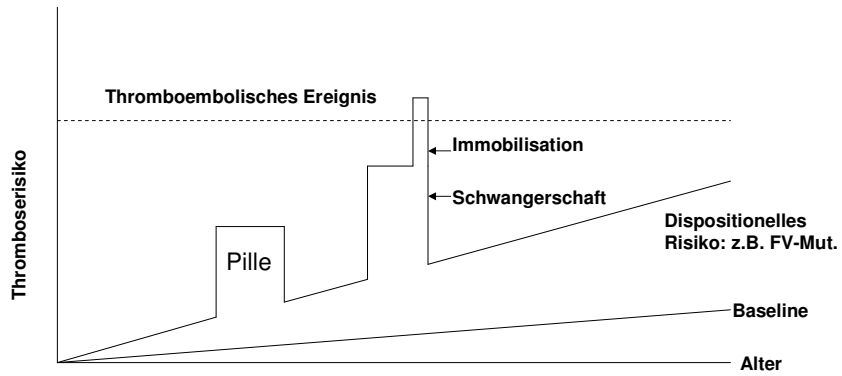 Thromboembolisches Ereignis
Immobilisation
Schwangerschaft
Thromboserisiko
Pille
Dispositionelles
Risiko: z.B. FV-Mut.
Baseline
Alter